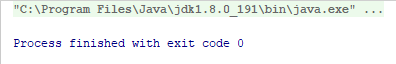 "C:\Program Files\Java\jdk1.8.0_191\bin\java.exe" ...
Process finished with exit code 0